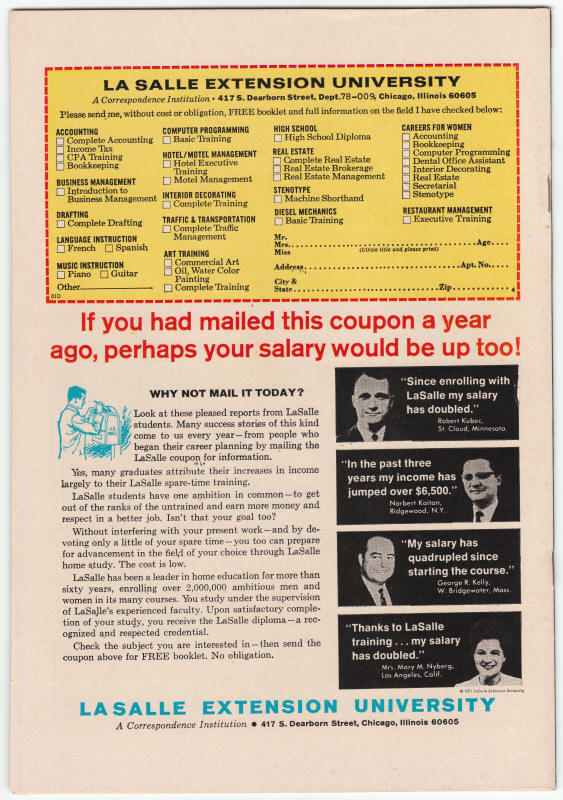 LA SALLE EXTENSION UNIVERSITY
A Correspondence Institution • 417 S. Dearborn Street, Dept. 78-009, Chicago, Illinois 60605
Please send me, without cost or obligation, FREE booklet and full information on the field I have checked below:
ACCOUNTING
Complete Accounting
Income Tax
CPA Training
Bookkeeping
BUSINESS MANAGEMENT
Introduction to
Business Management
DRAFTING
Complete Drafting
LANGUAGE INSTRUCTION
French Spanish
MUSIC INSTRUCTION
Piano Guitar
Other
010
COMPUTER PROGRAMMING
Basic Training
HOTEL/MOTEL MANAGEMENT
Hotel Executive
Training
Motel Management
INTERIOR DECORATING
Complete Training
TRAFFIC & TRANSPORTATION
Complete Traffic
Management
ART TRAINING
Commercial Art
Oil, Water Color
Painting
Complete Training
HIGH SCHOOL
High School Diploma
REAL ESTATE
Complete Real Estate
Real Estate Brokerage
Real Estate Management
STENOTYPE
Machine Shorthand
DIESEL MECHANICS
Basic Training
CAREERS FOR WOMEN
Accounting
Bookkeeping
Computer Programming
Dental Office Assistant
Interior Decorating
Real Estate
Secretarial
Stenotype
RESTAURANT MANAGEMENT
Executive Training
Mr.
Mrs. Age
Miss (Circle title and please print)
Address Apt. No.
City &
State Zip
If you had mailed this coupon a year
ago, perhaps your salary would be up too!
WHY NOT MAIL IT TODAY?
Look at these pleased reports from LaSalle
students. Many success stories of this kind
come to us every year—from people who
began their career planning by mailing the
LaSalle coupon for information.
Yes, many graduates attribute their increases in income
largely to their LaSalle spare-time training.
LaSalle students have one ambition in common—to get
out of the ranks of the untrained and earn more money and
respect in a better job. Isn't that your goal too?
Without interfering with your present work—and by de-
voting only a little of your spare time—you too can prepare
for advancement in the field of your choice through LaSalle
home study. The cost is low.
LaSalle has been a leader in home education for more than
sixty years, enrolling over 2,000,000 ambitious men and
women in its many courses. You study under the supervision
of LaSalle's experienced faculty. Upon satisfactory comple-
tion of your study, you receive the LaSalle diploma—a rec-
ognized and respected credential.
Check the subject you are interested in—then send the
coupon above for FREE booklet. No obligation.
"Since enrolling with
LaSalle my salary
has doubled."
Robert Kubec,
St. Cloud, Minnesota.
"In the past three
years my income has
jumped over $6,500."
Norbert Kaitan,
Ridgewood, N.Y.
"My salary has
quadrupled since
starting the course."
George R. Kelly,
W. Bridgewater, Mass.
"Thanks to LaSalle
training . . . my salary
has doubled."
Mrs. Mary M. Nyberg,
Los Angeles, Calif.
© 1971 LaSalle Extension University
LASALLE EXTENSION UNIVERSITY
A Correspondence Institution • 417 S. Dearborn Street, Chicago, Illinois 60605